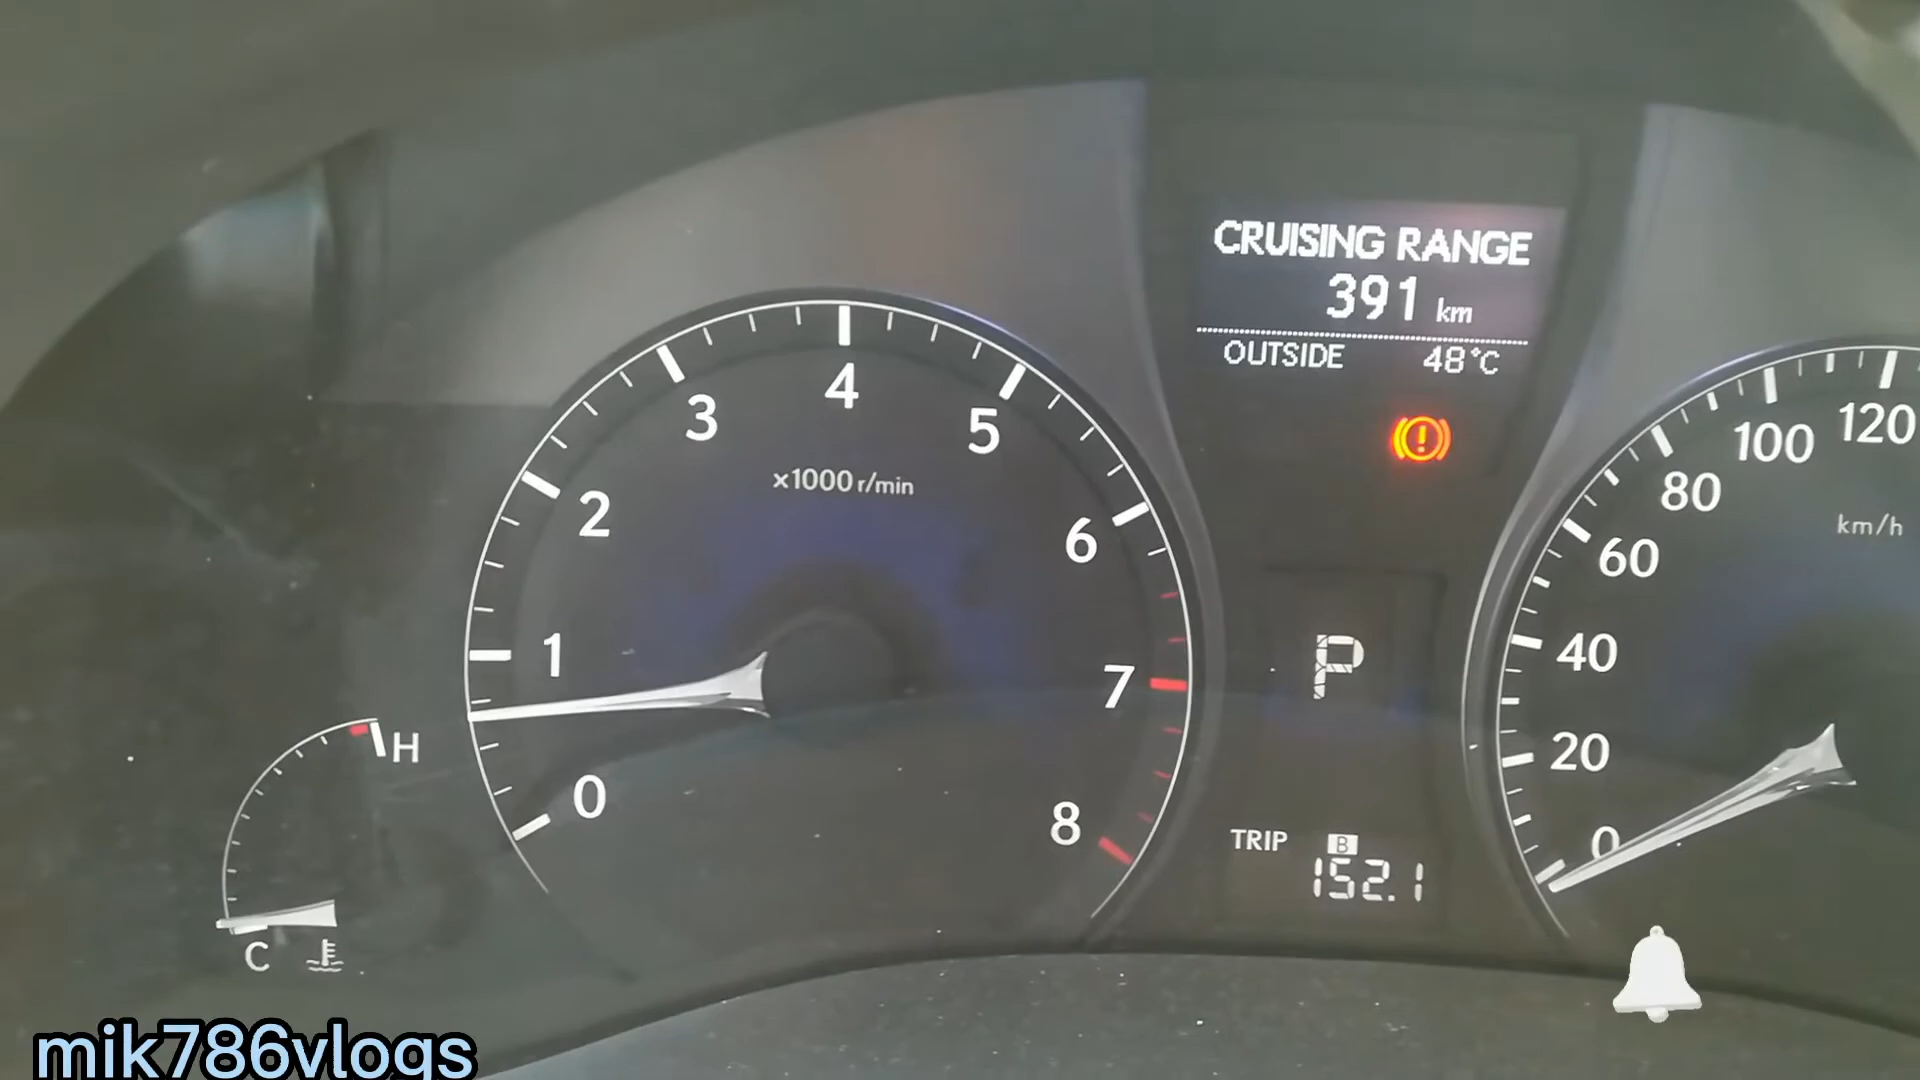 CRUISING RANGE
391 km
OUTSIDE 48°C
0
1
2
3
4
5
6
7
8
x1000 r/min
H
C
P
TRIP B
152.1
0
20
40
60
80
100
120
km/h
mik786vlogs